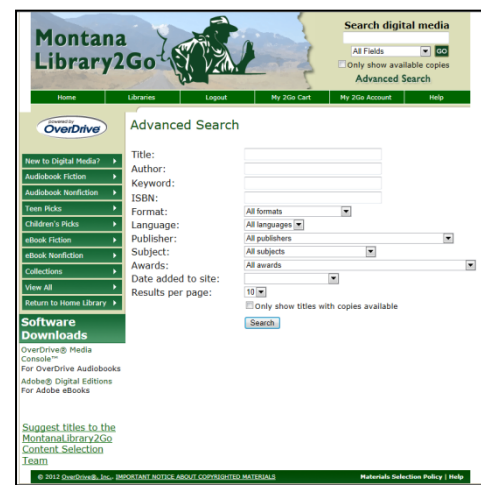 Montana
Library2Go
Search digital media
All Fields
GO
Only show available copies
Advanced Search
Home Libraries Logout My 2Go Cart My 2Go Account Help
powered by
OverDrive
New to Digital Media?
Audiobook Fiction
Audiobook Nonfiction
Teen Picks
Children's Picks
eBook Fiction
eBook Nonfiction
Collections
View All
Return to Home Library
Software
Downloads
OverDrive® Media
Console™
For OverDrive Audiobooks
Adobe® Digital Editions
For Adobe eBooks
Suggest titles to the
MontanaLibrary2Go
Content Selection
Team
Advanced Search
Title:
Author:
Keyword:
ISBN:
Format: All formats
Language: All languages
Publisher: All publishers
Subject: All subjects
Awards: All awards
Date added to site:
Results per page: 10
Only show titles with copies available
Search
© 2012 OverDrive®, Inc. IMPORTANT NOTICE ABOUT COPYRIGHTED MATERIALS Materials Selection Policy | Help